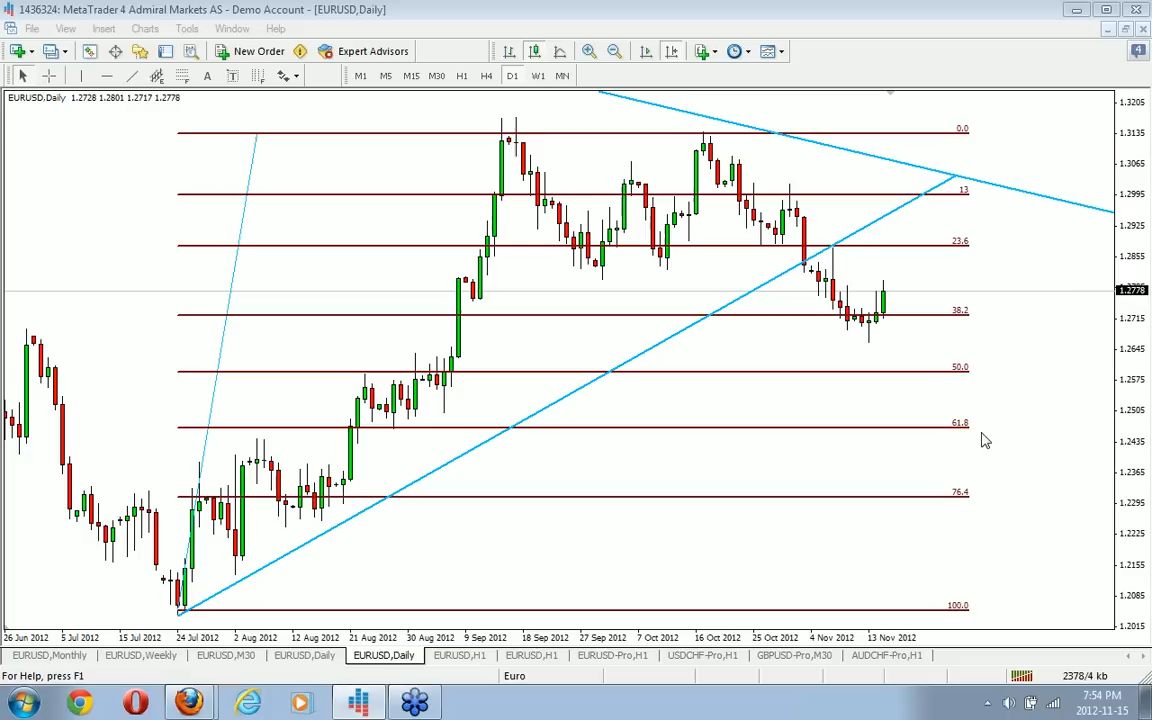 1436324: MetaTrader 4 Admiral Markets AS - Demo Account - [EURUSD,Daily]
File View Insert Charts Tools Window Help
New Order Expert Advisors 4
A T M1 M5 M15 M30 H1 H4 D1 W1 MN
EURUSD,Daily 1.2728 1.2801 1.2717 1.2778
1.3205
0.0 1.3135
1.3065
13 1.2995
1.2925
23.6
1.2855
1.2778
38.2 1.2715
1.2645
50.0 1.2575
1.2505
61.8 1.2435
1.2365
76.4 1.2295
1.2225
1.2155
1.2085
100.0
1.2015
26 Jun 2012 5 Jul 2012 15 Jul 2012 24 Jul 2012 2 Aug 2012 12 Aug 2012 21 Aug 2012 30 Aug 2012 9 Sep 2012 18 Sep 2012 27 Sep 2012 7 Oct 2012 16 Oct 2012 25 Oct 2012 4 Nov 2012 13 Nov 2012
EURUSD,Monthly EURUSD,Weekly EURUSD,M30 EURUSD,Daily EURUSD,Daily EURUSD,H1 EURUSD,H1 EURUSD-Pro,H1 USDCHF-Pro,H1 GBPUSD-Pro,M30 AUDCHF-Pro,H1
For Help, press F1 Euro 2378/4 kb
7:54 PM
2012-11-15